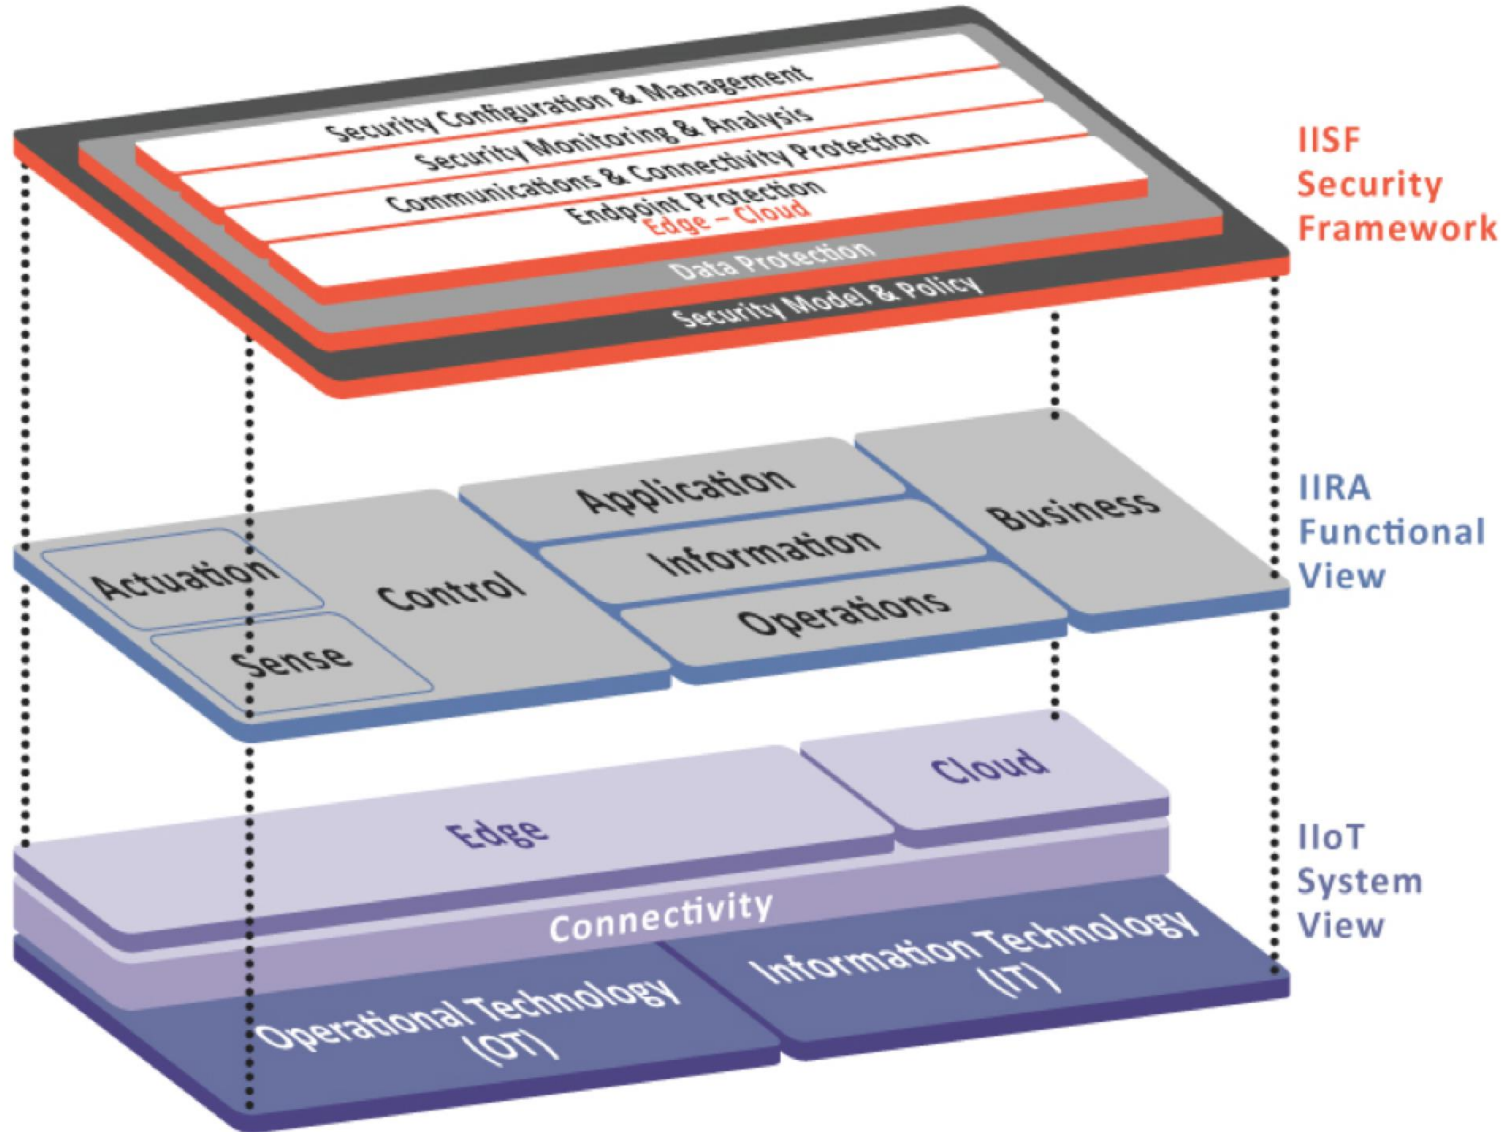 Security Configuration & Management
Security Monitoring & Analysis
Communications & Connectivity Protection
Endpoint Protection
Edge – Cloud
Data Protection
Security Model & Policy
IISF
Security
Framework
Application
Information
Operations
Business
Actuation
Control
Sense
IIRA
Functional
View
Edge
Cloud
Connectivity
Operational Technology
(OT)
Information Technology
(IT)
IIoT
System
View